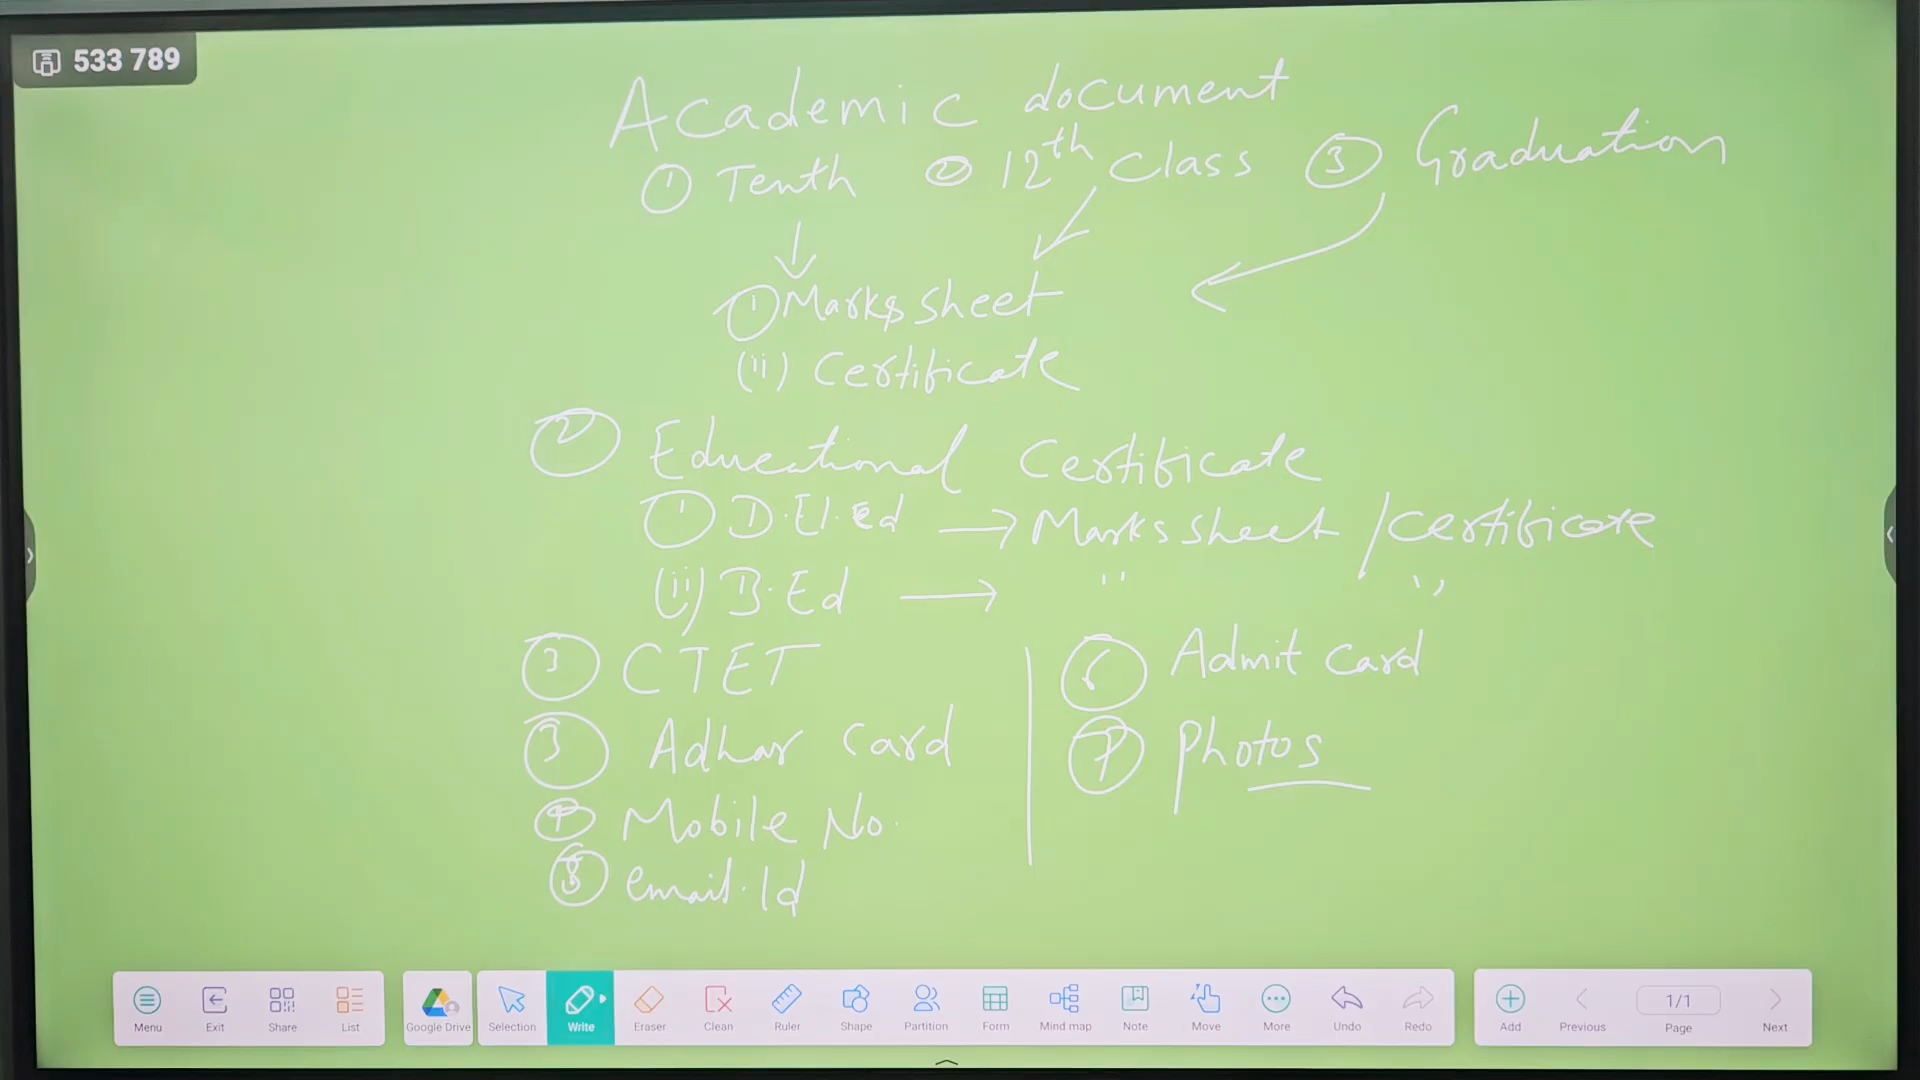 533 789
Academic document
① Tenth ② 12th Class ③ Graduation
① Marks sheet
(ii) Certificate
② Educational Certificate
① D.El.ed → Marks sheet / Certificate
(ii) B.Ed → " "
③ CTET
③ Adhar Card
④ Mobile No.
⑤ email.Id
⑥ Admit Card
⑦ Photos
Menu Exit Share List Google Drive Selection Write Eraser Clean Ruler Shape Partition Form Mind map Note Move More Undo Redo Add Previous 1/1 Page Next